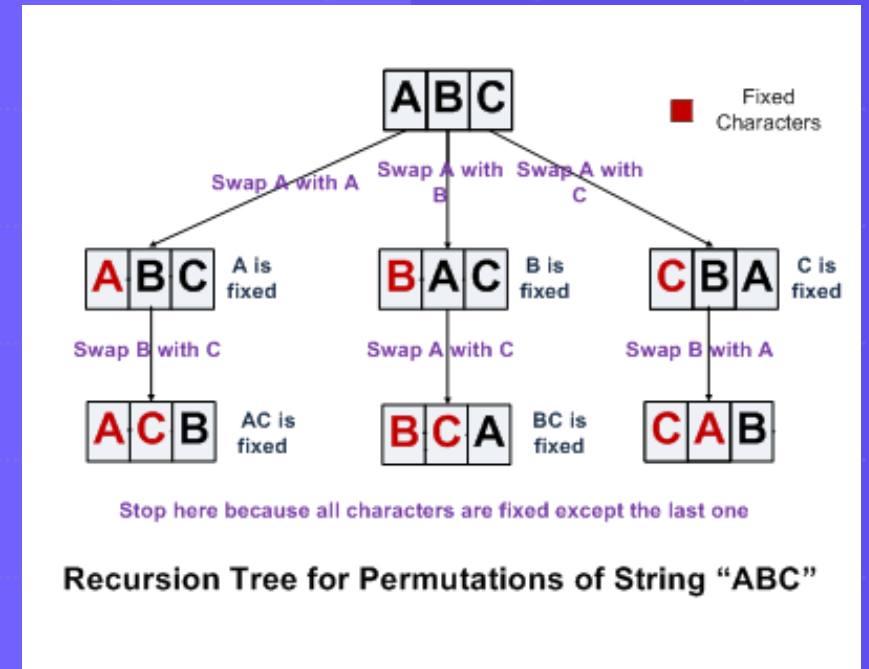 ABC
Fixed
Characters
Swap A with A
Swap A with
B
Swap A with
C
ABC
A is
fixed
BAC
B is
fixed
CBA
C is
fixed
Swap B with C
Swap A with C
Swap B with A
ACB
AC is
fixed
BCA
BC is
fixed
CAB
Stop here because all characters are fixed except the last one
Recursion Tree for Permutations of String “ABC”